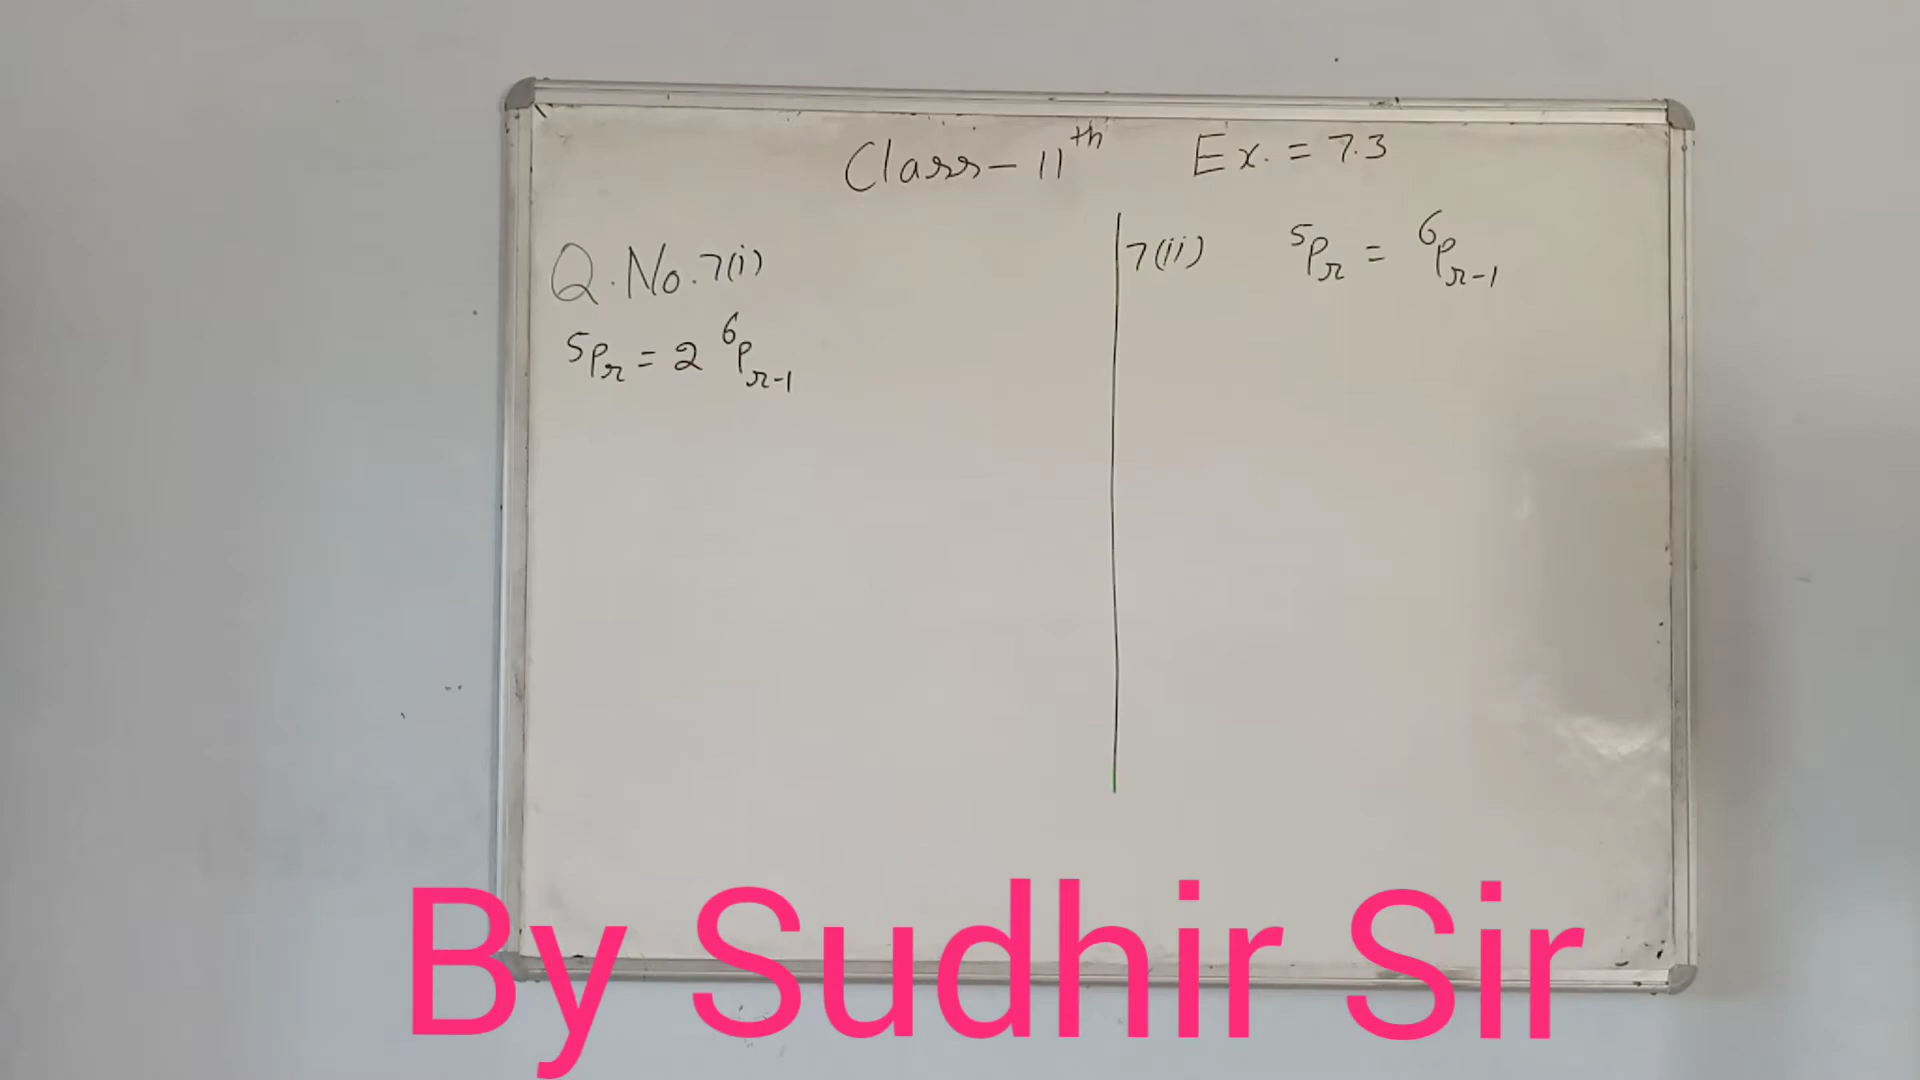 Class-11th Ex. = 7.3
Q.No.7(i)
⁵Pr = 2 ⁶Pr-1
7(ii) ⁵Pr = ⁶Pr-1
By Sudhir Sir